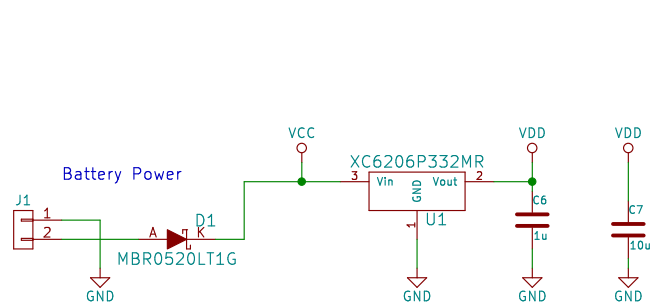 VCC
VDD
VDD
XC6206P332MR
Battery Power
3
Vin
GND
Vout
2
J1
1
2
A
D1
K
U1
1
C6
1u
C7
10u
MBR0520LT1G
GND
GND
GND
GND